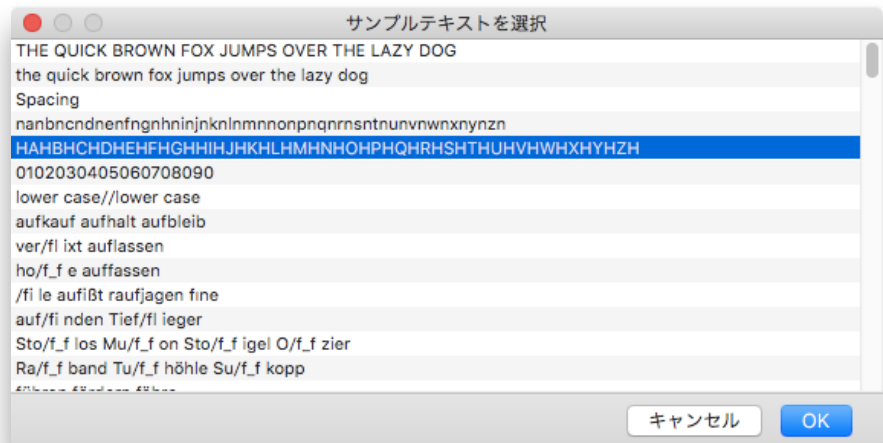 サンプルテキストを選択
THE QUICK BROWN FOX JUMPS OVER THE LAZY DOG
the quick brown fox jumps over the lazy dog
Spacing
nanbncndnenfngnhninjnknlnmnnonpnqnrnsntnunvnwnxnynzn
HAHBHCHDHEHFHGHHIHJHKHLHMHNHOHPHQHRHSHTHUHVHWHXHYHZH
0102030405060708090
lower case//lower case
aufkauf aufhalt aufbleib
ver/fl ixt auflassen
ho/f_f e auffassen
/fi le aufißt raufjagen fıne
auf/fi nden Tief/fl ieger
Sto/f_f los Mu/f_f on Sto/f_f igel O/f_f zier
Ra/f_f band Tu/f_f höhle Su/f_f kopp
キャンセル
OK